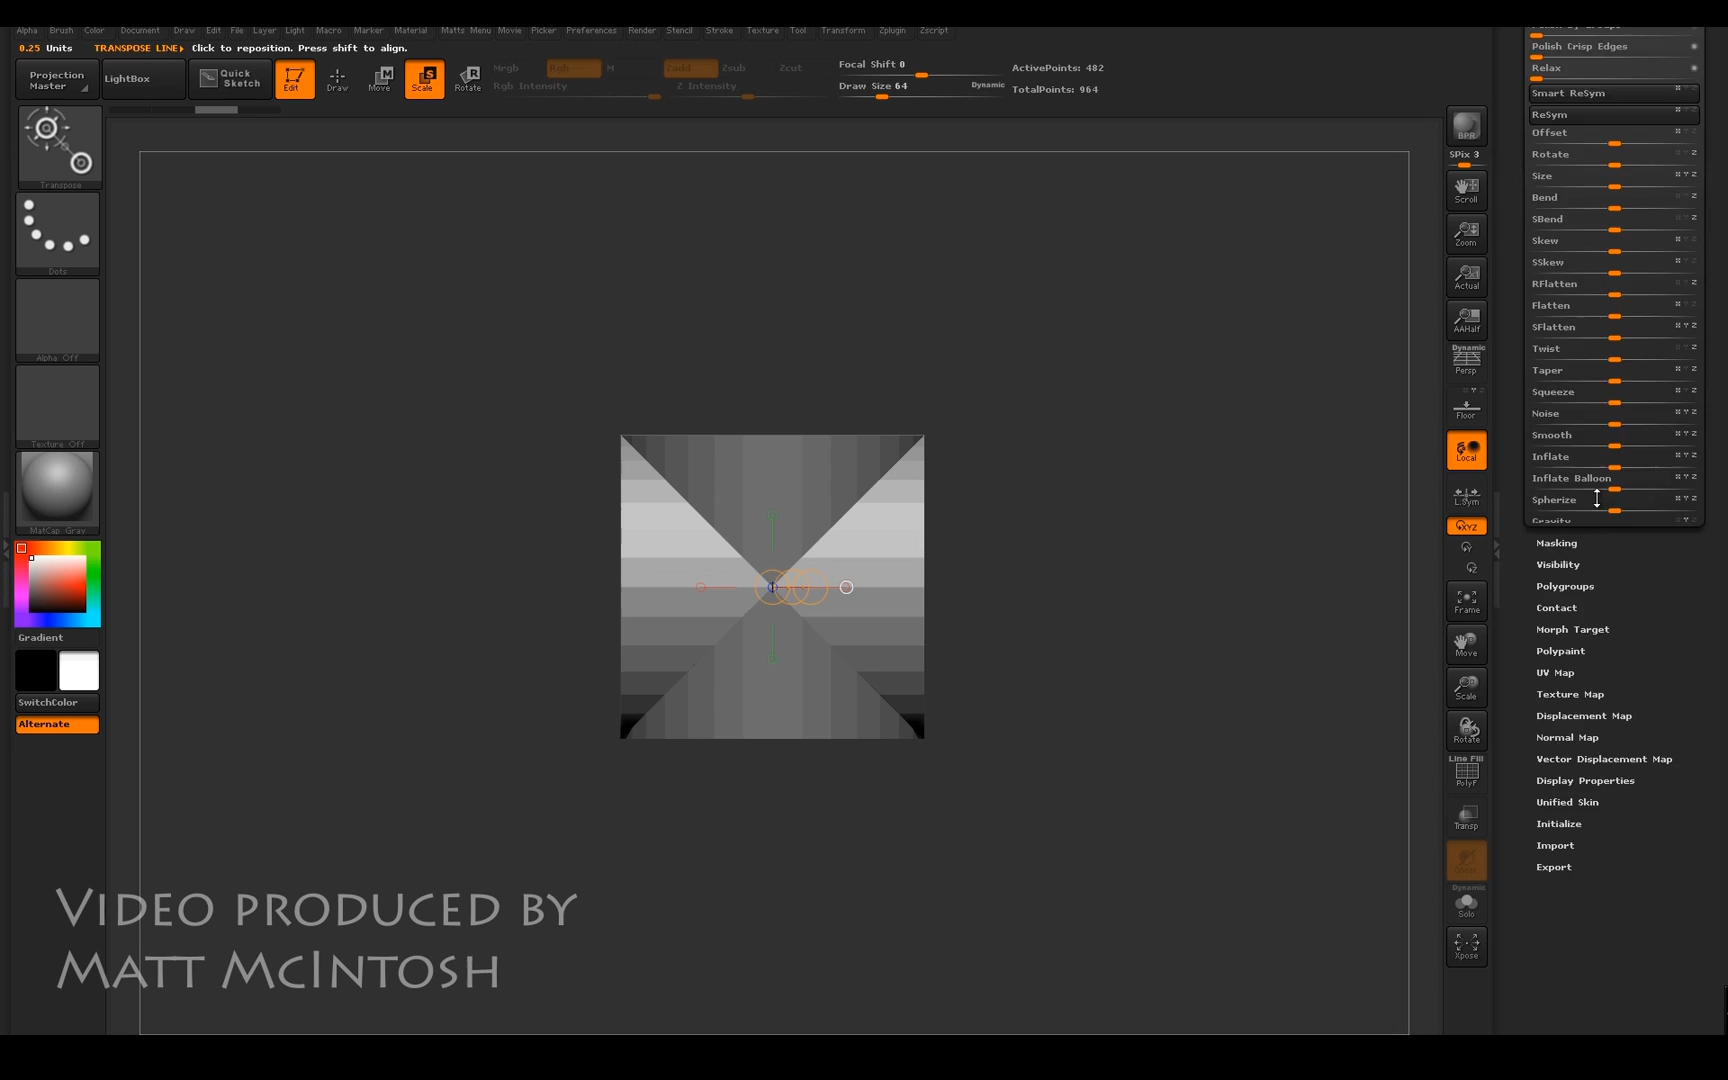 Alpha Brush Color Document Draw Edit File Layer Light Macro Marker Material Matts Menu Movie Picker Preferences Render Stencil Stroke Texture Tool Transform Zplugin Zscript
0.25 Units TRANSPOSE LINE Click to reposition. Press shift to align.
Projection Master
LightBox
Quick Sketch
Edit
Draw
Move
Scale
Rotate
Mrgb Rgb M
Rgb Intensity
Zadd Zsub Zcut
Z Intensity
Focal Shift 0
Draw Size 64
Dynamic
ActivePoints: 482
TotalPoints: 964
Transpose
Dots
Alpha Off
Texture Off
MatCap Gray
Gradient
SwitchColor
Alternate
BPR
SPix 3
Scroll
Zoom
Actual
AAHalf
Dynamic
Persp
Floor
Local
L.Sym
XYZ
Y
Z
Frame
Move
Scale
Rotate
Line Fill
PolyF
Transp
Dynamic
Solo
Xpose
Polish Crisp Edges
Relax
Smart ReSym
ReSym
Offset
Rotate
Size
Bend
SBend
Skew
SSkew
RFlatten
Flatten
SFlatten
Twist
Taper
Squeeze
Noise
Smooth
Inflate
Inflate Balloon
Spherize
Gravity
Masking
Visibility
Polygroups
Contact
Morph Target
Polypaint
UV Map
Texture Map
Displacement Map
Normal Map
Vector Displacement Map
Display Properties
Unified Skin
Initialize
Import
Export
Video produced by
Matt McIntosh